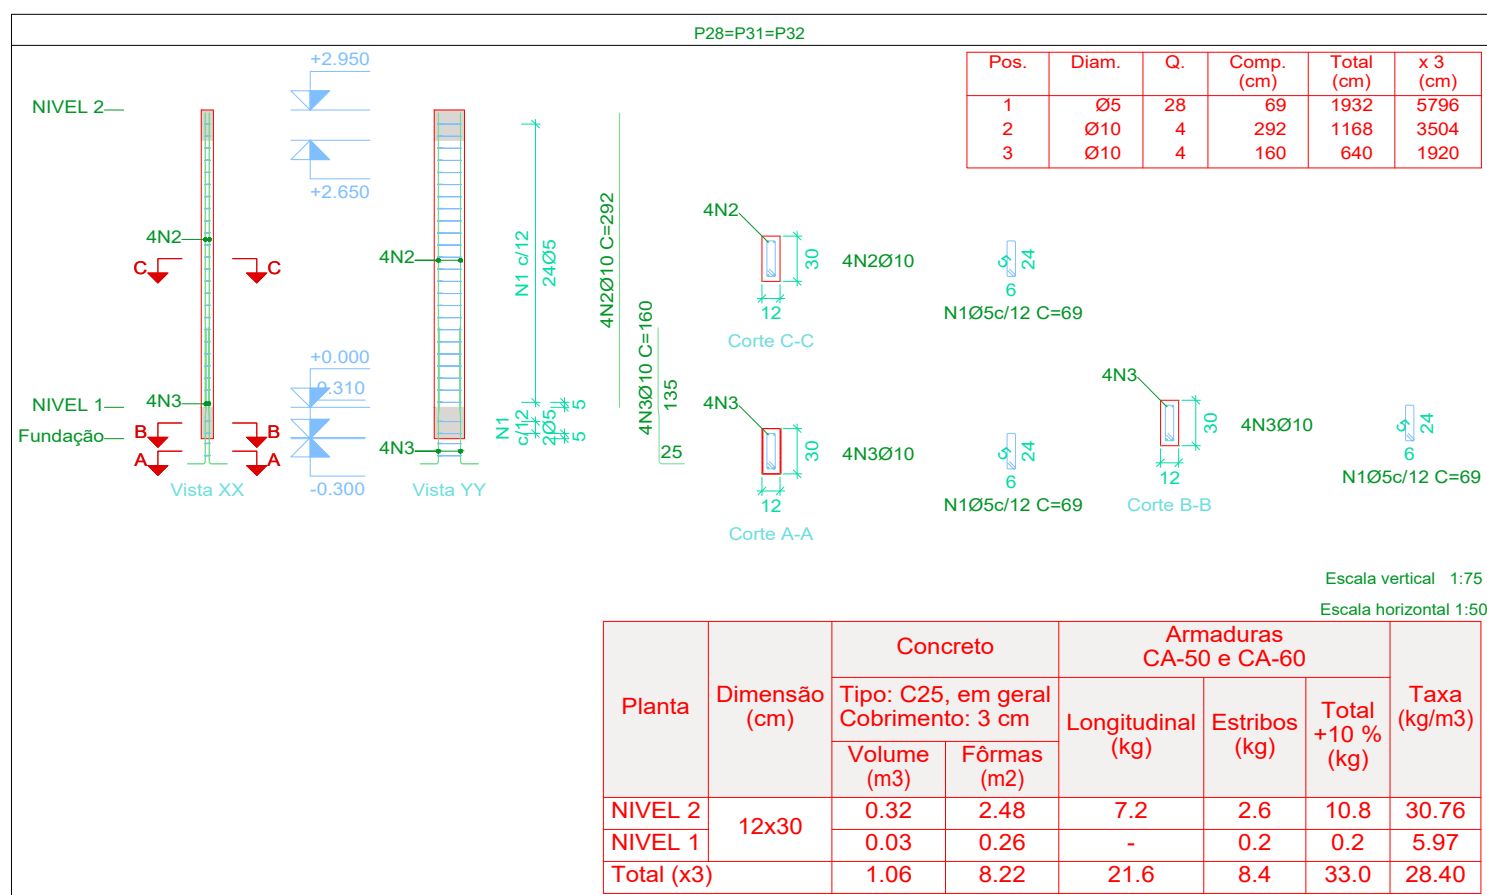 P28=P31=P32
Pos. Diam. Q. Comp. (cm) Total (cm) x 3 (cm)
1 Ø5 28 69 1932 5796
2 Ø10 4 292 1168 3504
3 Ø10 4 160 640 1920
NIVEL 2
+2.950
+2.650
4N2
C C
+0.000
NIVEL 1
4N3
Fundação
B B
A A
-0.300
Vista XX
4N2
4N3
Vista YY
N1 c/12
24Ø5
5
N1
c/12
2Ø5
5
4N2Ø10 C=292
4N3Ø10 C=160
135
25
4N2
30
12
4N2Ø10
Corte C-C
5
24
6
N1Ø5c/12 C=69
4N3
30
12
4N3Ø10
Corte A-A
5
24
6
N1Ø5c/12 C=69
4N3
30
12
4N3Ø10
Corte B-B
5
24
6
N1Ø5c/12 C=69
Escala vertical 1:75
Escala horizontal 1:50
Planta
Dimensão
(cm)
Concreto
Tipo: C25, em geral
Cobrimento: 3 cm
Volume
(m3)
Fôrmas
(m2)
Armaduras
CA-50 e CA-60
Longitudinal
(kg)
Estribos
(kg)
Total
+10 %
(kg)
Taxa
(kg/m3)
NIVEL 2 12x30 0.32 2.48 7.2 2.6 10.8 30.76
NIVEL 1 0.03 0.26 - 0.2 0.2 5.97
Total (x3) 1.06 8.22 21.6 8.4 33.0 28.40